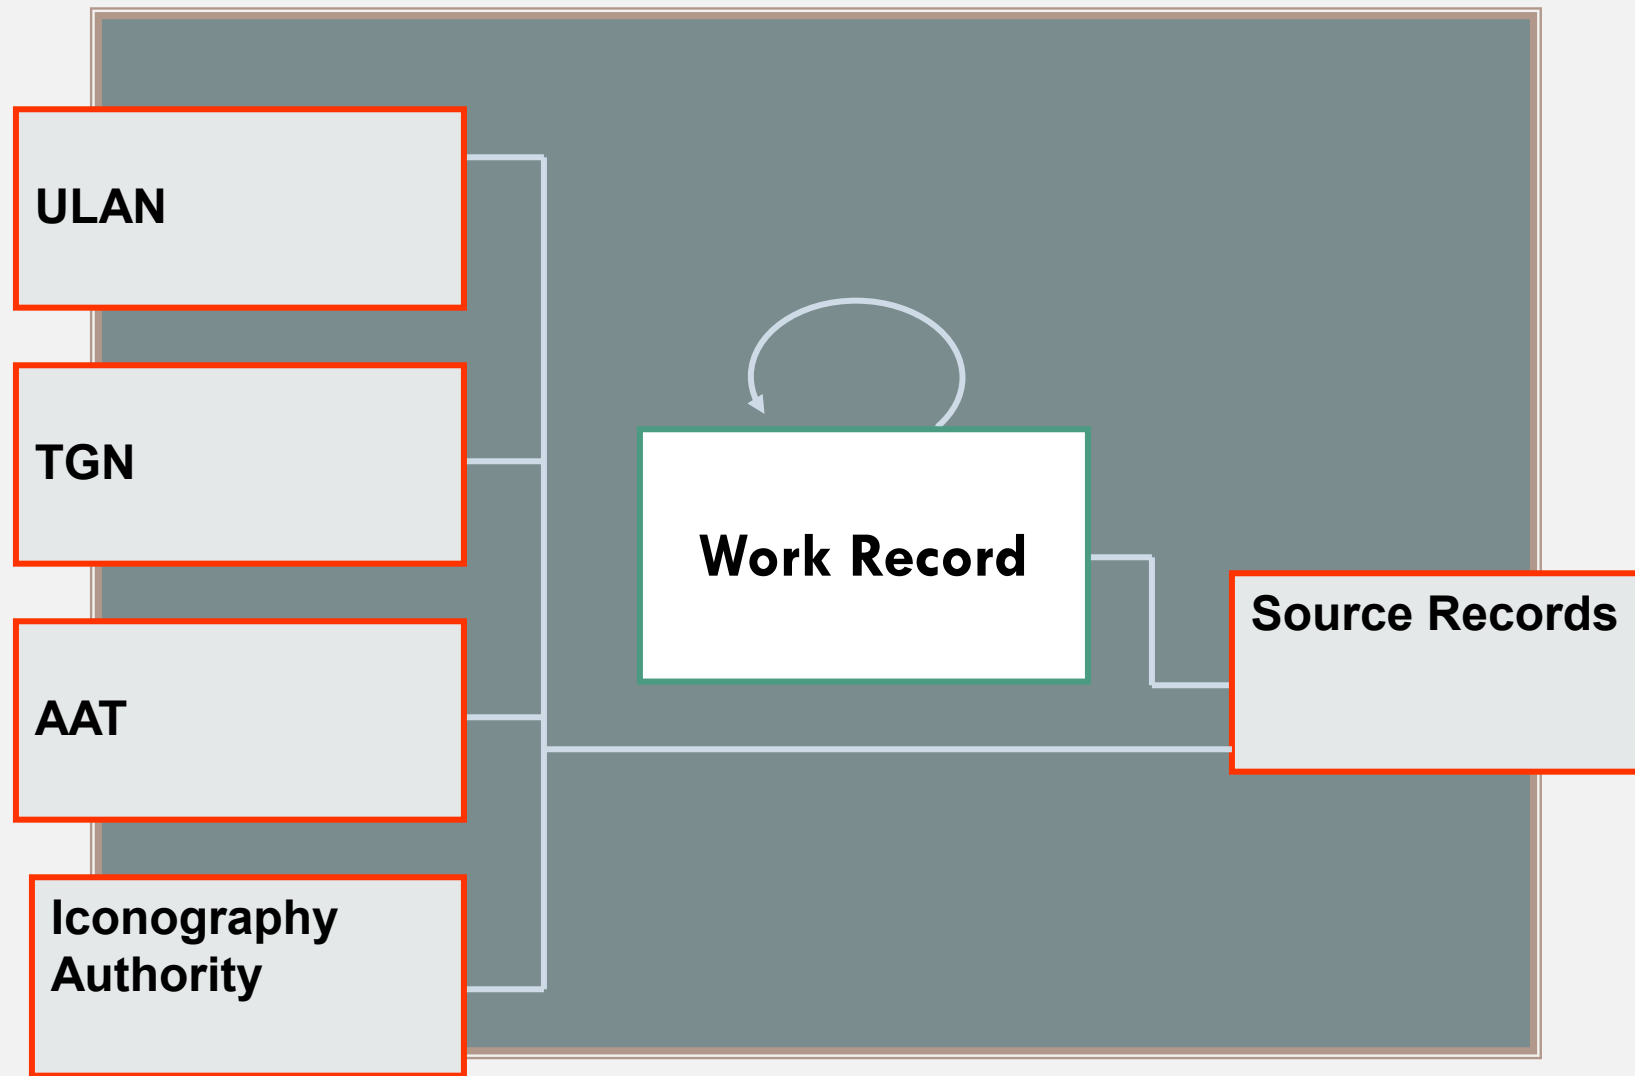 ULAN
TGN
AAT
Iconography
Authority
Work Record
Source Records